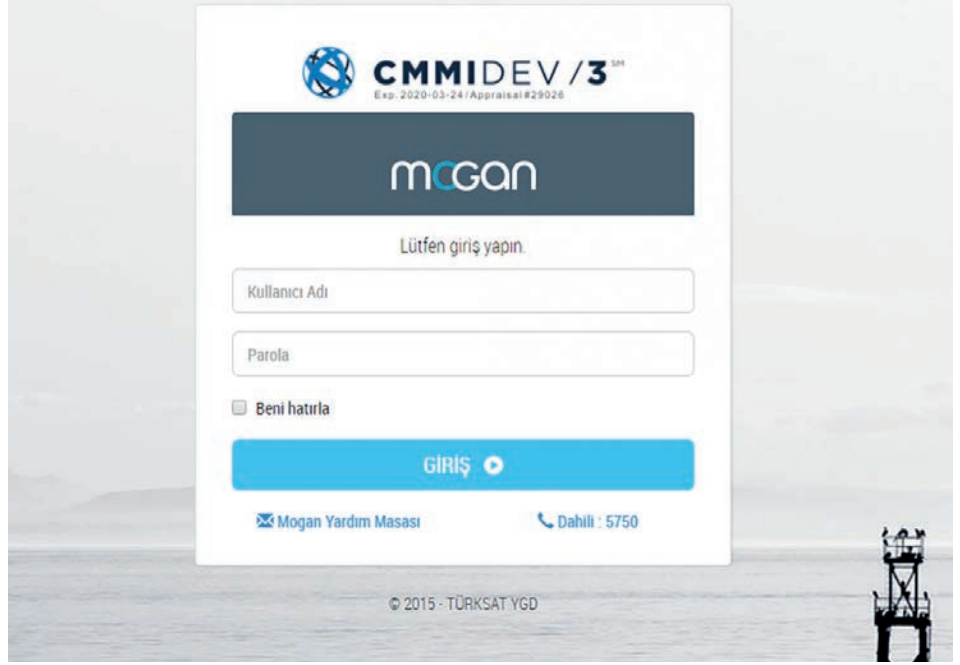 CMMIDEV/3℠
Exp. 2020-03-24/Appraisal #29026
mogan
Lütfen giriş yapın.
Kullanıcı Adı
Parola
Beni hatırla
GİRİŞ
Mogan Yardım Masası
Dahili : 5750
© 2015 - TÜRKSAT YGD